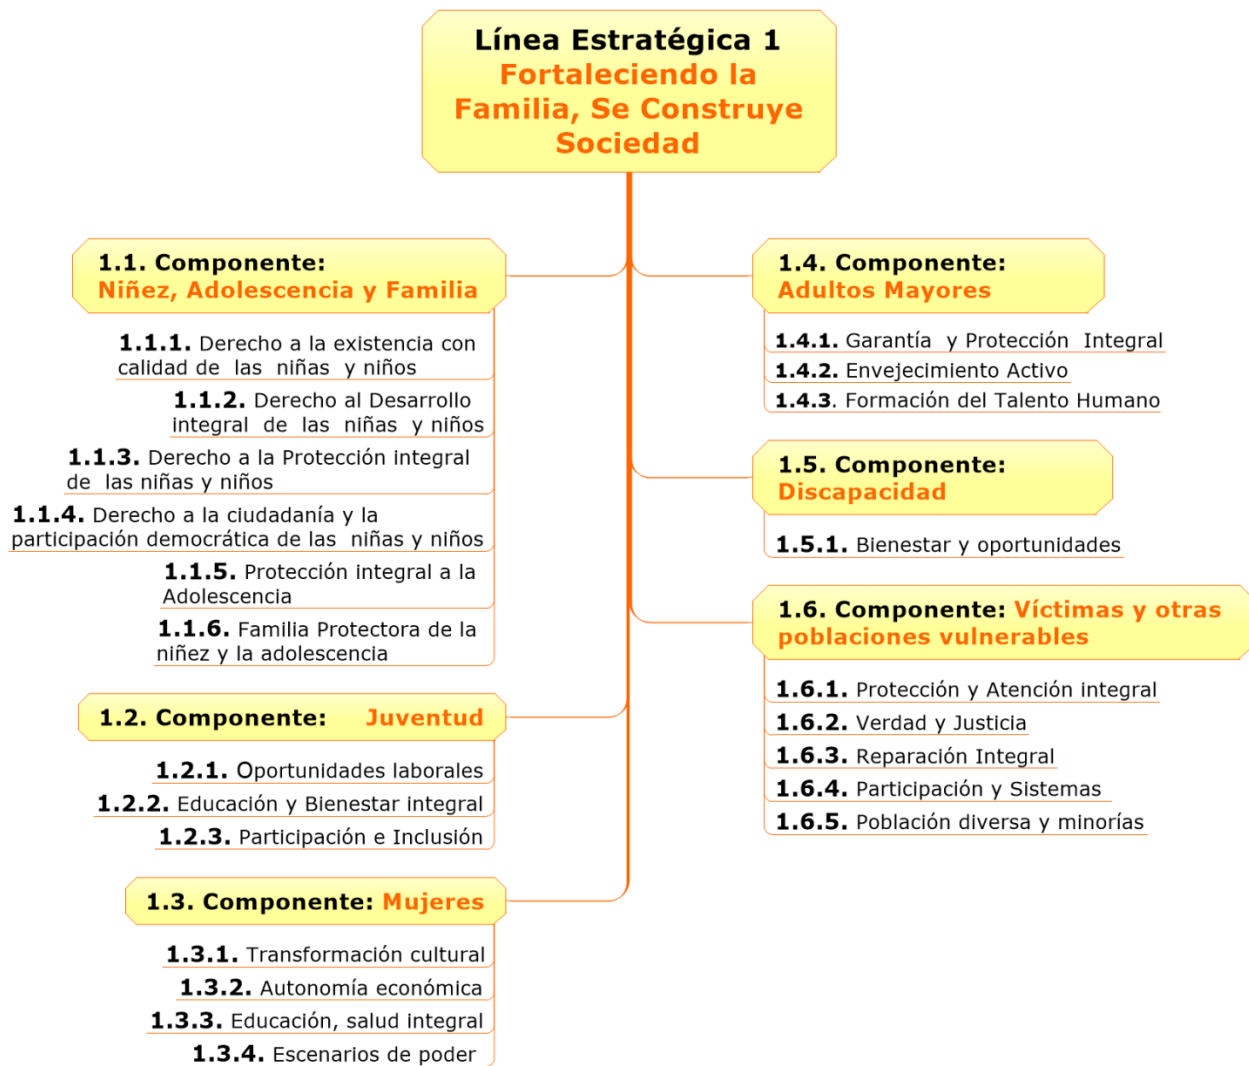 Línea Estratégica 1
Fortaleciendo la
Familia, Se Construye
Sociedad
1.1. Componente:
Niñez, Adolescencia y Familia
1.1.1. Derecho a la existencia con
calidad de las niñas y niños
1.1.2. Derecho al Desarrollo
integral de las niñas y niños
1.1.3. Derecho a la Protección integral
de las niñas y niños
1.1.4. Derecho a la ciudadanía y la
participación democrática de las niñas y niños
1.1.5. Protección integral a la
Adolescencia
1.1.6. Familia Protectora de la
niñez y la adolescencia
1.2. Componente: Juventud
1.2.1. Oportunidades laborales
1.2.2. Educación y Bienestar integral
1.2.3. Participación e Inclusión
1.3. Componente: Mujeres
1.3.1. Transformación cultural
1.3.2. Autonomía económica
1.3.3. Educación, salud integral
1.3.4. Escenarios de poder
1.4. Componente:
Adultos Mayores
1.4.1. Garantía y Protección Integral
1.4.2. Envejecimiento Activo
1.4.3. Formación del Talento Humano
1.5. Componente:
Discapacidad
1.5.1. Bienestar y oportunidades
1.6. Componente: Víctimas y otras
poblaciones vulnerables
1.6.1. Protección y Atención integral
1.6.2. Verdad y Justicia
1.6.3. Reparación Integral
1.6.4. Participación y Sistemas
1.6.5. Población diversa y minorías